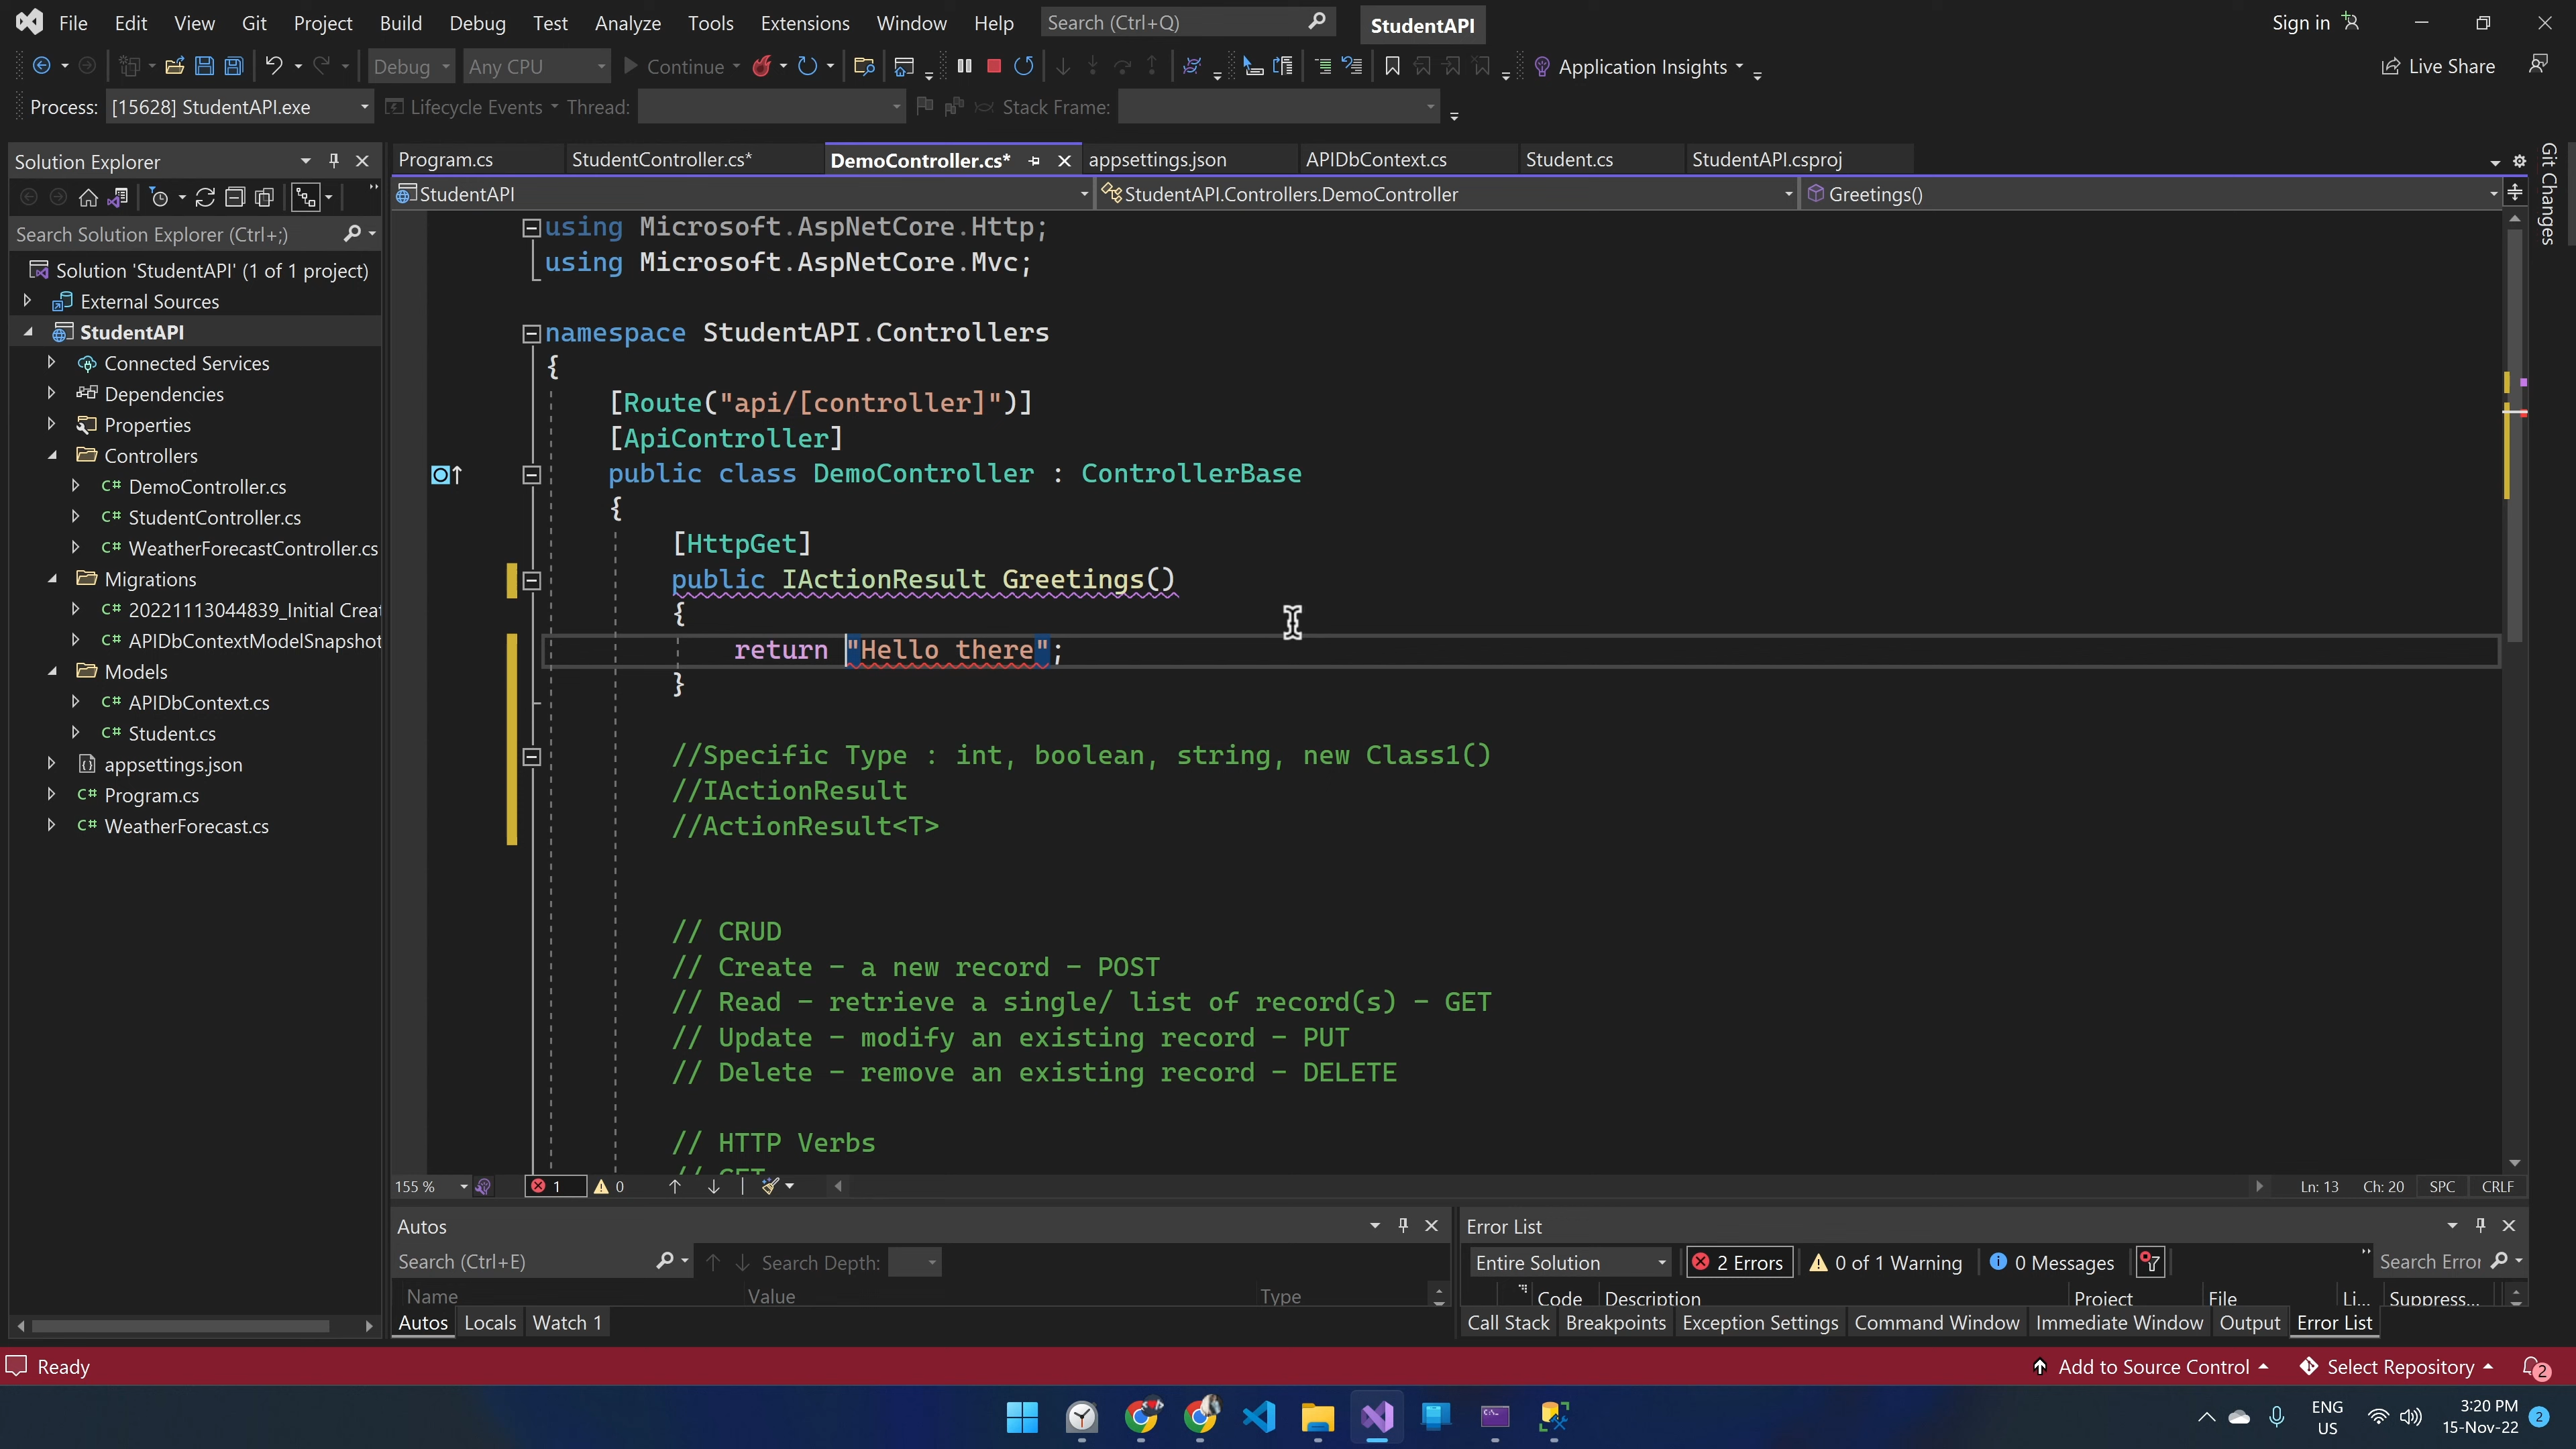 File Edit View Git Project Build Debug Test Analyze Tools Extensions Window Help Search (Ctrl+Q) StudentAPI Sign in
Debug Any CPU Continue Application Insights Live Share
Process: [15628] StudentAPI.exe Lifecycle Events Thread: Stack Frame:
Solution Explorer
Search Solution Explorer (Ctrl+;)
Solution 'StudentAPI' (1 of 1 project)
External Sources
StudentAPI
Connected Services
Dependencies
Properties
Controllers
C# DemoController.cs
C# StudentController.cs
C# WeatherForecastController.cs
Migrations
C# 20221113044839_Initial Crea
C# APIDbContextModelSnapshot
Models
C# APIDbContext.cs
C# Student.cs
appsettings.json
C# Program.cs
C# WeatherForecast.cs
Program.cs StudentController.cs* DemoController.cs* appsettings.json APIDbContext.cs Student.cs StudentAPI.csproj
StudentAPI StudentAPI.Controllers.DemoController Greetings()
using Microsoft.AspNetCore.Http;
using Microsoft.AspNetCore.Mvc;
namespace StudentAPI.Controllers
{
[Route("api/[controller]")]
[ApiController]
public class DemoController : ControllerBase
{
[HttpGet]
public IActionResult Greetings()
{
return "Hello there";
}
//Specific Type : int, boolean, string, new Class1()
//IActionResult
//ActionResult<T>
// CRUD
// Create - a new record - POST
// Read - retrieve a single/ list of record(s) - GET
// Update - modify an existing record - PUT
// Delete - remove an existing record - DELETE
// HTTP Verbs
// GET
155 % 1 0 Ln: 13 Ch: 20 SPC CRLF
Git Changes
Autos
Search (Ctrl+E) Search Depth:
Name Value Type
Autos Locals Watch 1
Error List
Entire Solution 2 Errors 0 of 1 Warning 0 Messages Search Error
Code Description Project File Li... Suppress...
Call Stack Breakpoints Exception Settings Command Window Immediate Window Output Error List
Ready Add to Source Control Select Repository 2
ENG
US
3:20 PM
15-Nov-22
2